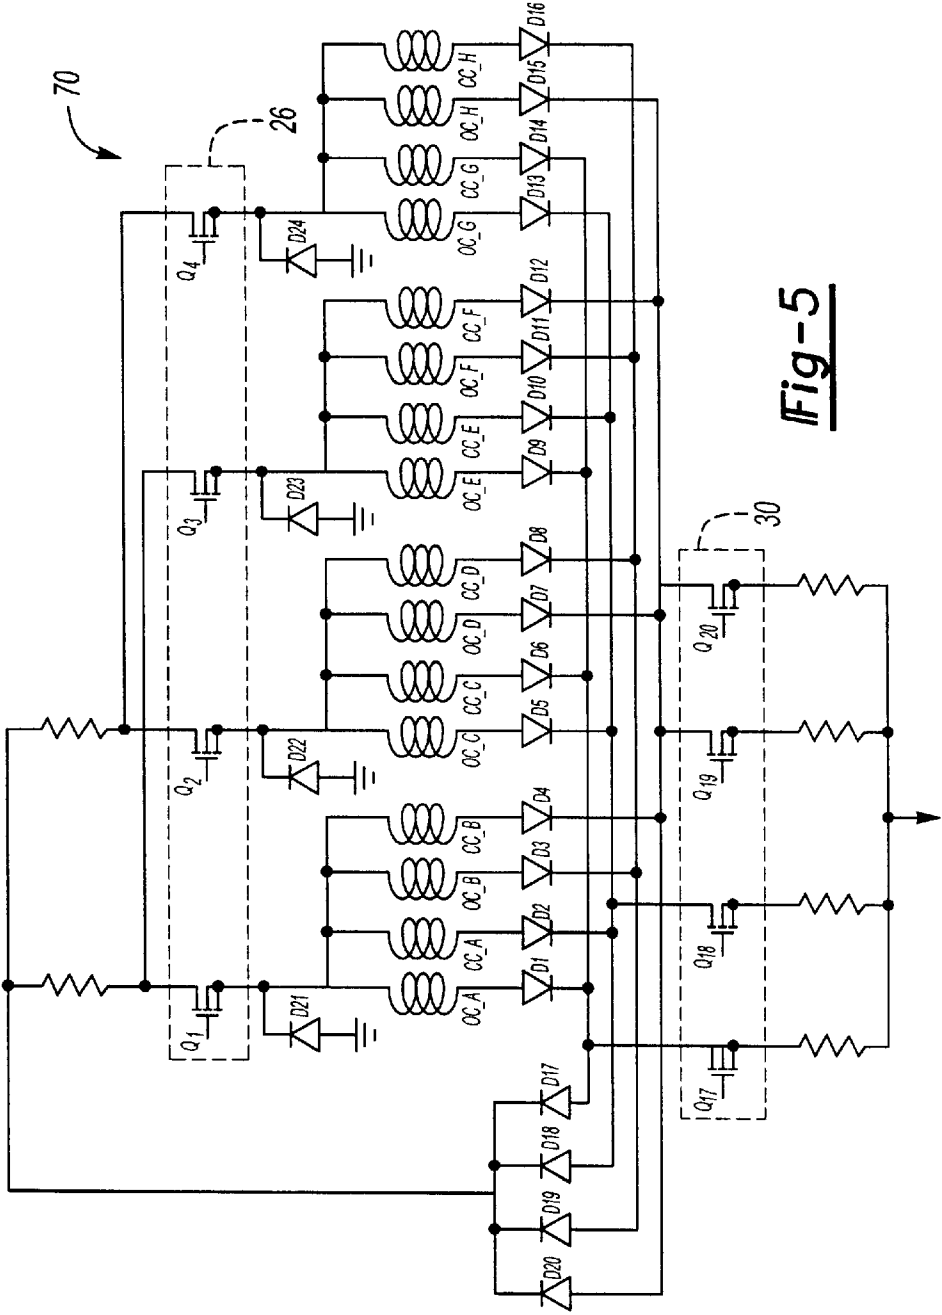 70
26
Q1
Q2
Q3
Q4
D21
D22
D23
D24
OC_A
CC_A
OC_B
CC_B
OC_C
CC_C
OC_D
CC_D
OC_E
CC_E
OC_F
CC_F
OC_G
CC_G
OC_H
CC_H
D1
D2
D3
D4
D5
D6
D7
D8
D9
D10
D11
D12
D13
D14
D15
D16
D17
D18
D19
D20
30
Q17
Q18
Q19
Q20
Fig-5